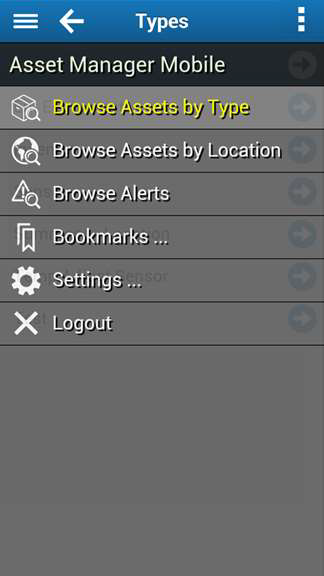 Types
Asset Manager Mobile
Browse Assets by Type
Browse Assets by Location
Browse Alerts
Bookmarks ...
Settings ...
Logout